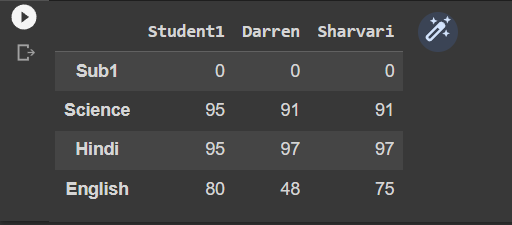 Student1 Darren Sharvari
Sub1 0 0 0
Science 95 91 91
Hindi 95 97 97
English 80 48 75